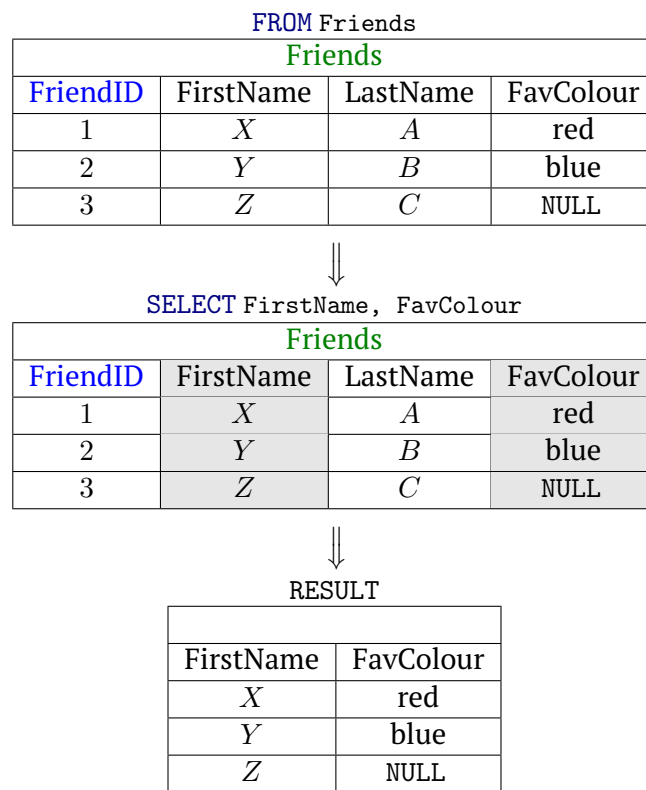 FROM Friends
Friends
FriendID FirstName LastName FavColour
1 X A red
2 Y B blue
3 Z C NULL
⇓
SELECT FirstName, FavColour
Friends
FriendID FirstName LastName FavColour
1 X A red
2 Y B blue
3 Z C NULL
⇓
RESULT
FirstName FavColour
X red
Y blue
Z NULL